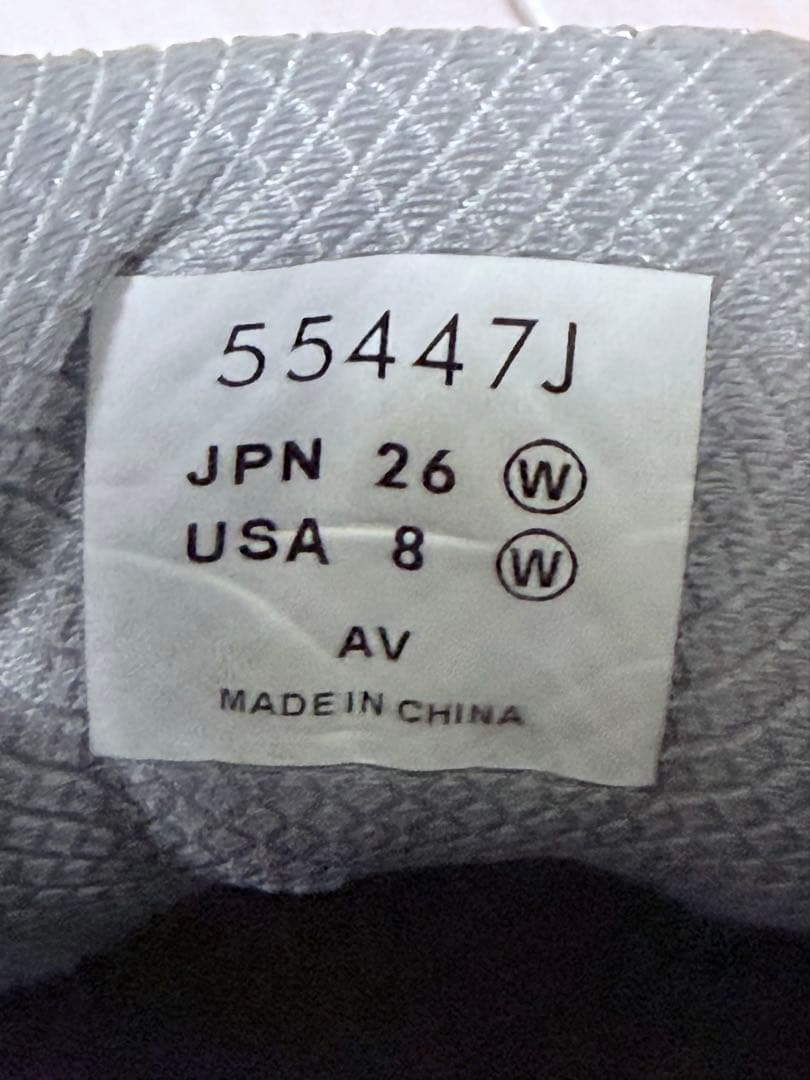 55447J
JPN 26 Ⓦ
USA 8 Ⓦ
AV
MADE IN CHINA